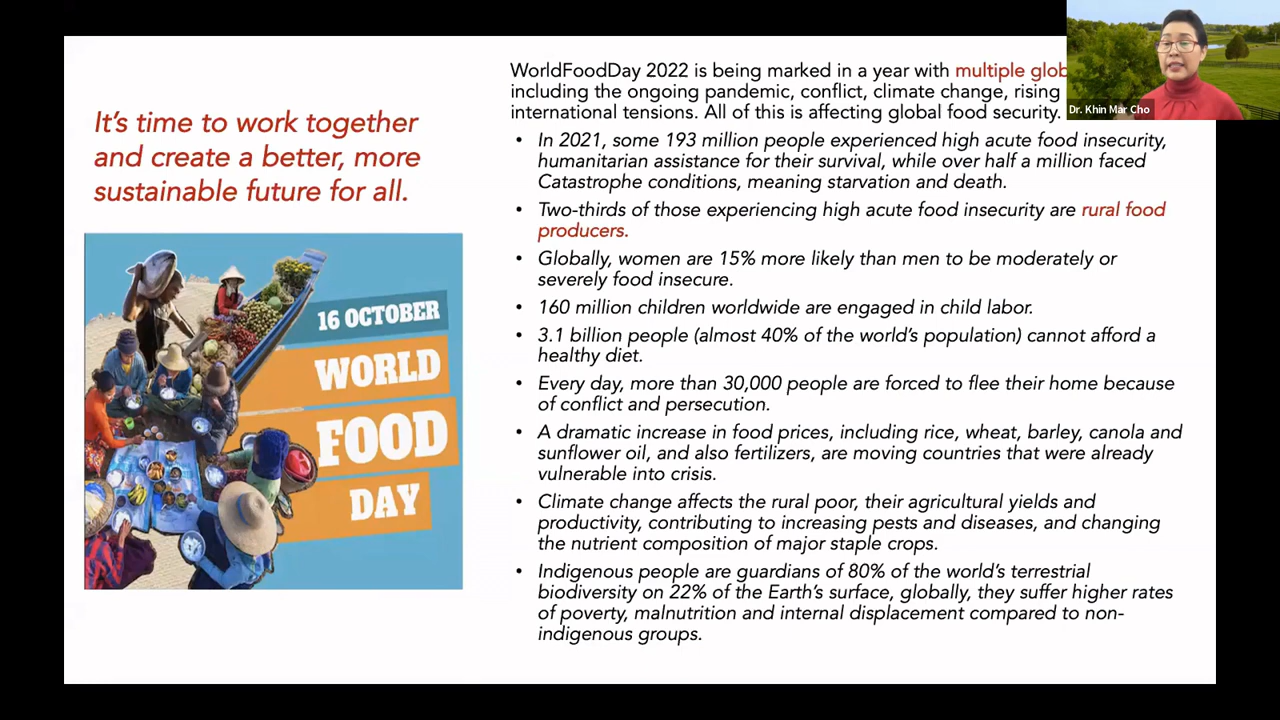 It's time to work together
and create a better, more
sustainable future for all.
16 OCTOBER
WORLD
FOOD
DAY
WorldFoodDay 2022 is being marked in a year with multiple
including the ongoing pandemic, conflict, climate change, rising
international tensions. All of this is affecting global food security.
• In 2021, some 193 million people experienced high acute food insecurity,
humanitarian assistance for their survival, while over half a million faced
Catastrophe conditions, meaning starvation and death.
• Two-thirds of those experiencing high acute food insecurity are rural food
producers.
• Globally, women are 15% more likely than men to be moderately or
severely food insecure.
• 160 million children worldwide are engaged in child labor.
• 3.1 billion people (almost 40% of the world's population) cannot afford a
healthy diet.
• Every day, more than 30,000 people are forced to flee their home because
of conflict and persecution.
• A dramatic increase in food prices, including rice, wheat, barley, canola and
sunflower oil, and also fertilizers, are moving countries that were already
vulnerable into crisis.
• Climate change affects the rural poor, their agricultural yields and
productivity, contributing to increasing pests and diseases, and changing
the nutrient composition of major staple crops.
• Indigenous people are guardians of 80% of the world's terrestrial
biodiversity on 22% of the Earth's surface, globally, they suffer higher rates
of poverty, malnutrition and internal displacement compared to non-
indigenous groups.
Dr. Khin Mar Cho